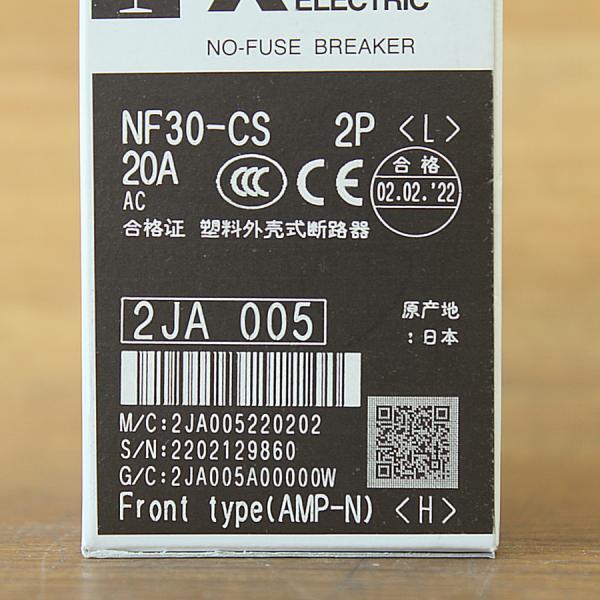 ELECTRIC
NO-FUSE BREAKER
NF30-CS 2P <L>
20A
AC
CCC CE
合格
02.02.'22
合格证 塑料外壳式断路器
2JA 005
原产地
:日本
M/C:2JA005220202
S/N:2202129860
G/C:2JA005A00000W
Front type(AMP-N) <H>